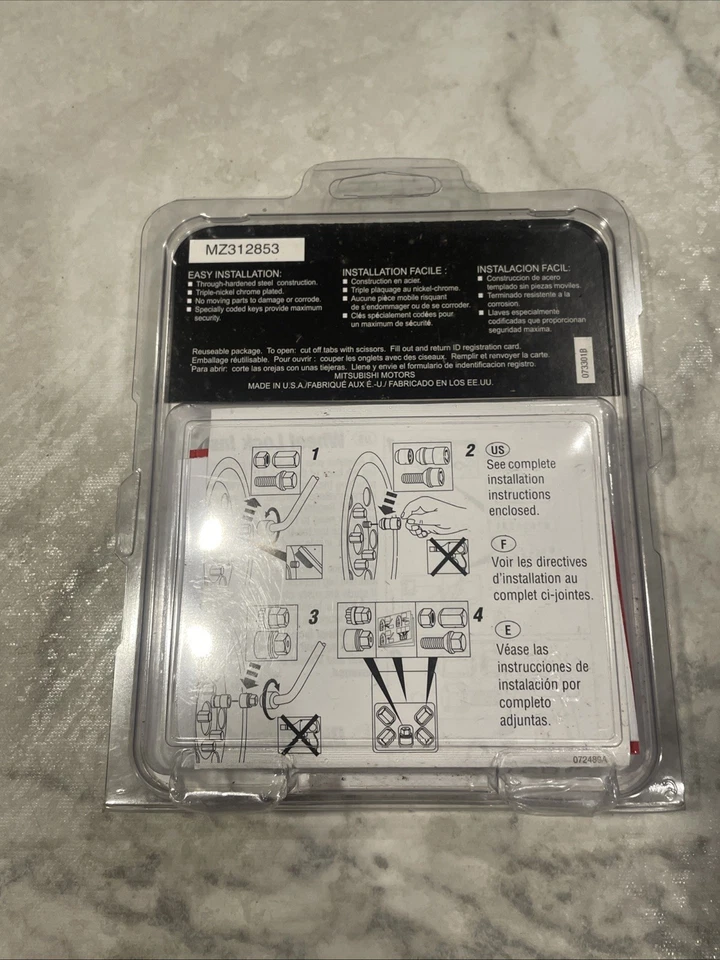 MZ312853
EASY INSTALLATION:
■ Through-hardened steel construction.
■ Triple-nickel chrome plated.
■ No moving parts to damage or corrode.
■ Specially coded keys provide maximum
security.
INSTALLATION FACILE :
■ Construction en acier.
■ Triple plaquage au nickel-chrome.
■ Aucune pièce mobile risquant
de s'endommager ou de se corroder.
■ Clés spécialement codées pour
un maximum de sécurité.
INSTALACION FACIL:
■ Construccion de acero
templado sin piezas moviles.
■ Terminado resistente a la
corrosion.
■ Llaves especialmente
codificadas que proporcionan
seguridad maxima.
Reuseable package. To open: cut off tabs with scissors. Fill out and return ID registration card.
Emballage réutilisable. Pour ouvrir : couper les onglets avec des ciseaux. Remplir et renvoyer la carte.
Para abrir: corte las orejas con unas tiejeras. Llene y envie el formulario de indentificacion registro.
MITSUBISHI MOTORS
MADE IN U.S.A./FABRIQUÉ AUX É.-U./ FABRICADO EN LOS EE.UU.
073301B
1
2
3
4
US
See complete
installation
instructions
enclosed.
F
Voir les directives
d'installation au
complet ci-jointes.
E
Véase las
instrucciones de
instalación por
completo
adjuntas.